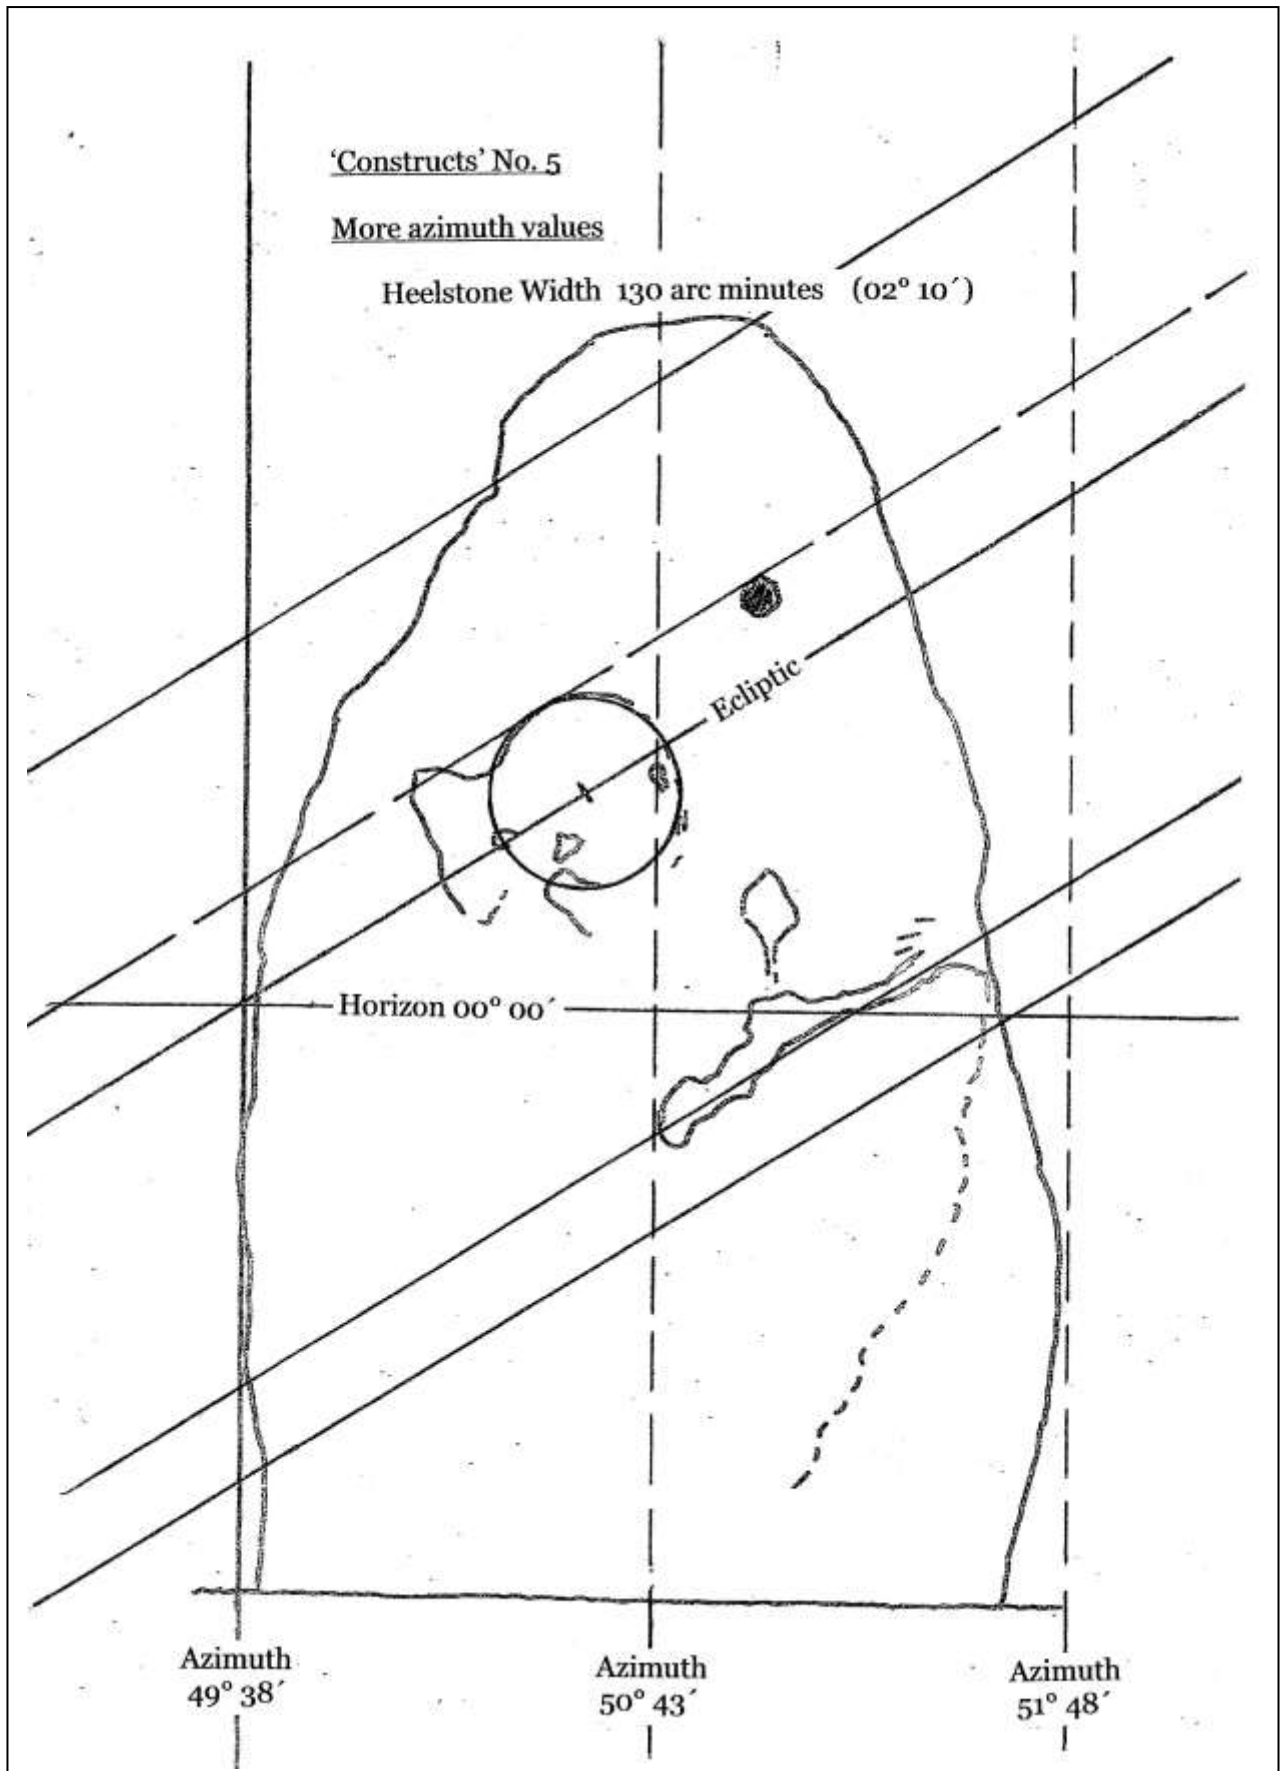 ‘Constructs’ No. 5
More azimuth values
Heelstone Width 130 arc minutes (02° 10´)
Ecliptic
Horizon 00° 00´
Azimuth
49° 38´
Azimuth
50° 43´
Azimuth
51° 48´